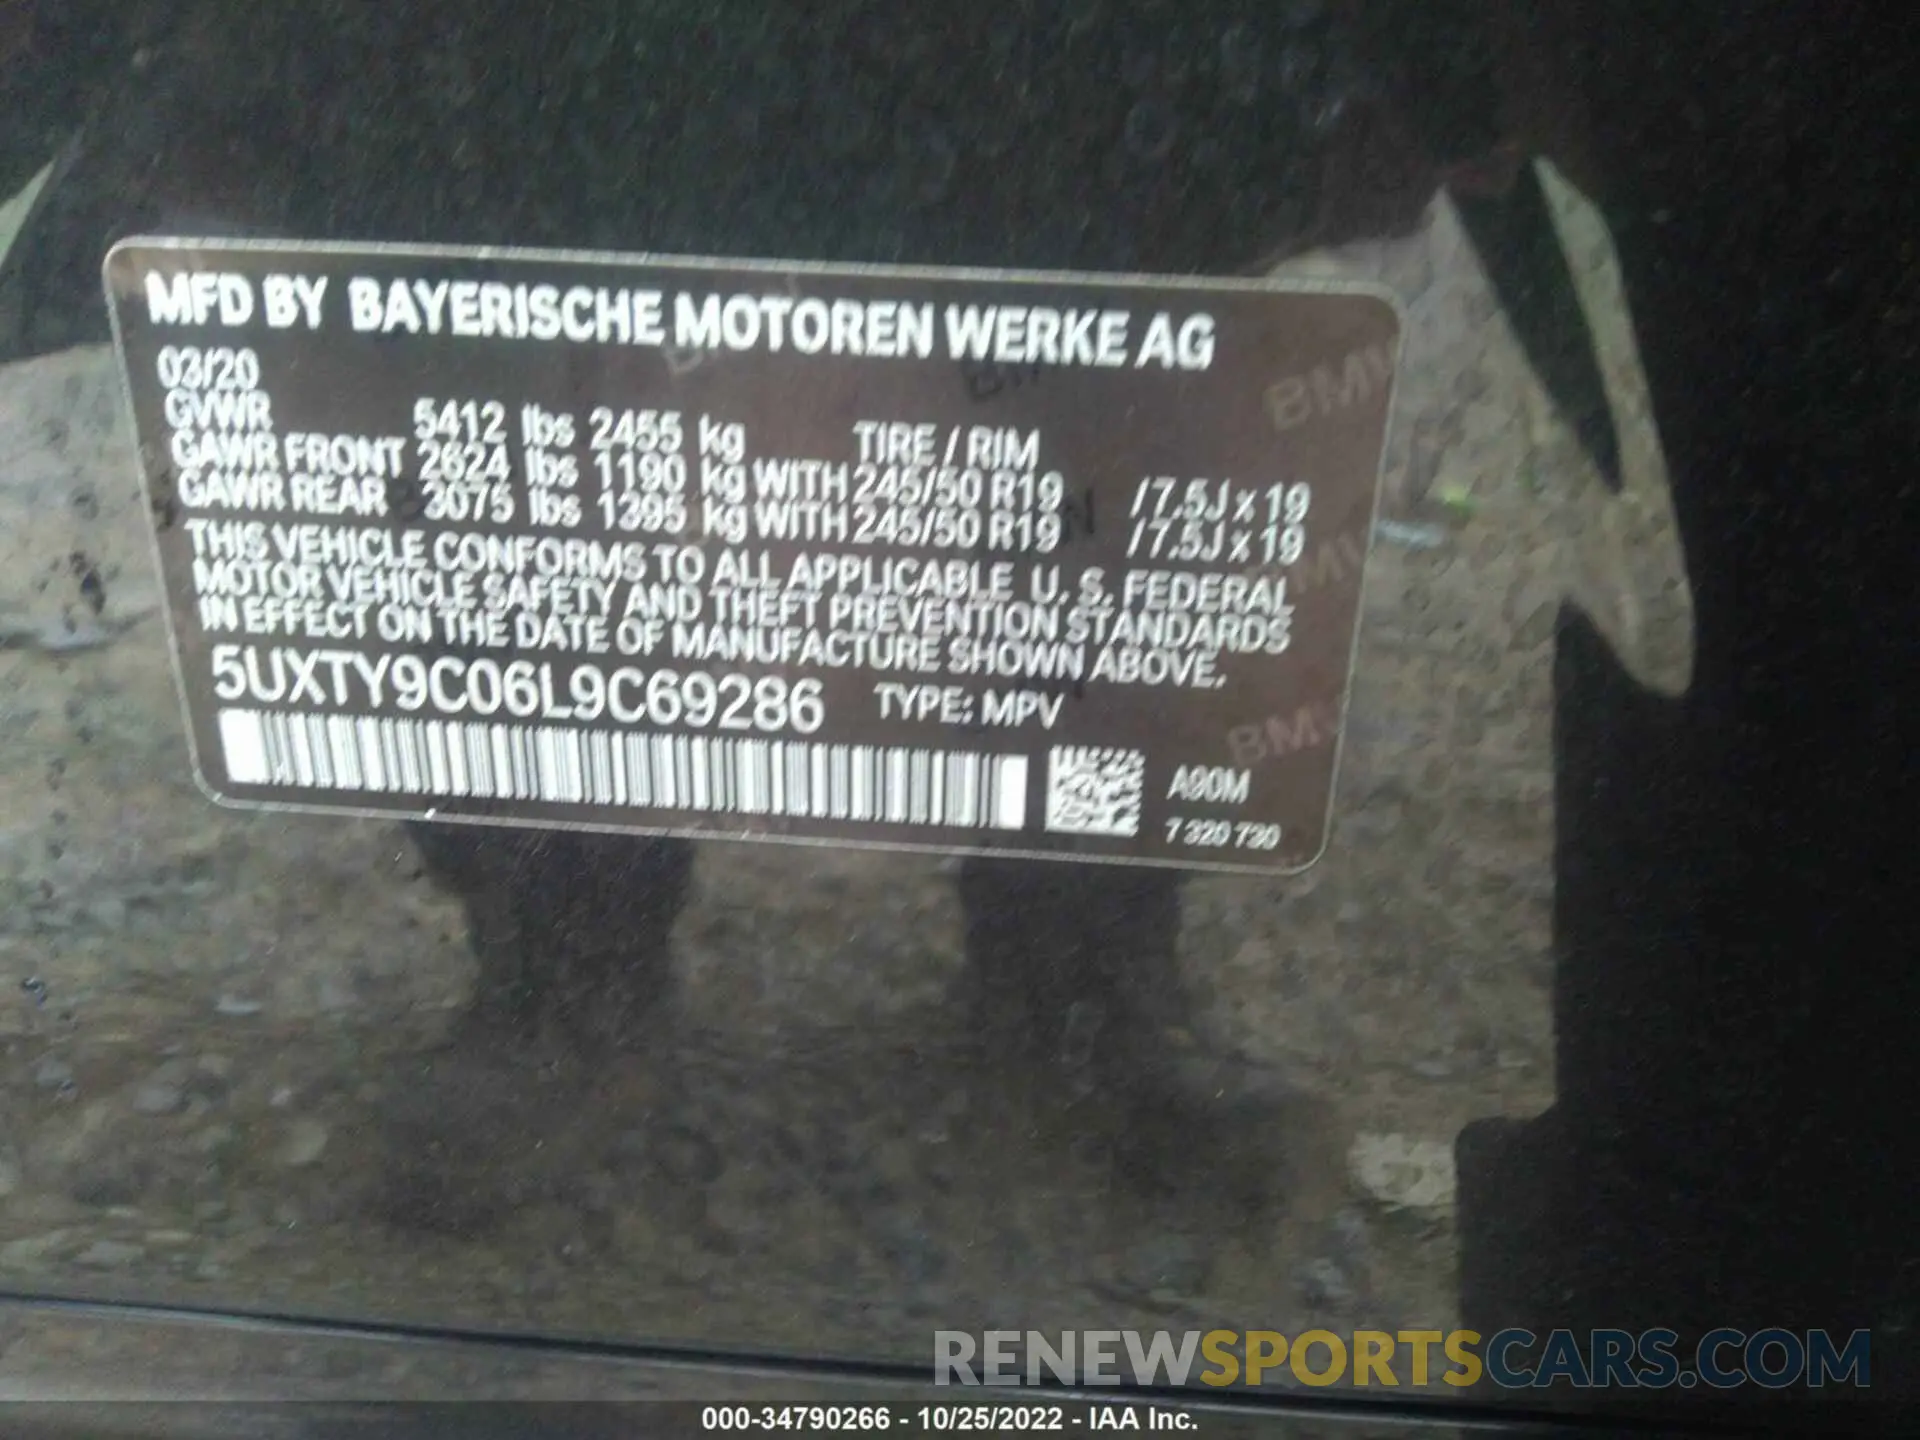 MFD BY BAYERISCHE MOTOREN WERKE AG
03/20
GVWR 5412 lbs 2455 kg TIRE / RIM
GAWR FRONT 2624 lbs 1190 kg WITH 245/50 R19 / 7.5J x 19
GAWR REAR 3075 lbs 1395 kg WITH 245/50 R19 / 7.5J x 19
THIS VEHICLE CONFORMS TO ALL APPLICABLE U. S. FEDERAL
MOTOR VEHICLE SAFETY AND THEFT PREVENTION STANDARDS
IN EFFECT ON THE DATE OF MANUFACTURE SHOWN ABOVE.
5UXTY9C06L9C69286 TYPE: MPV
A90M
7 320 730
RENEWSPORTSCARS.COM
000-34790266 - 10/25/2022 - IAA Inc.